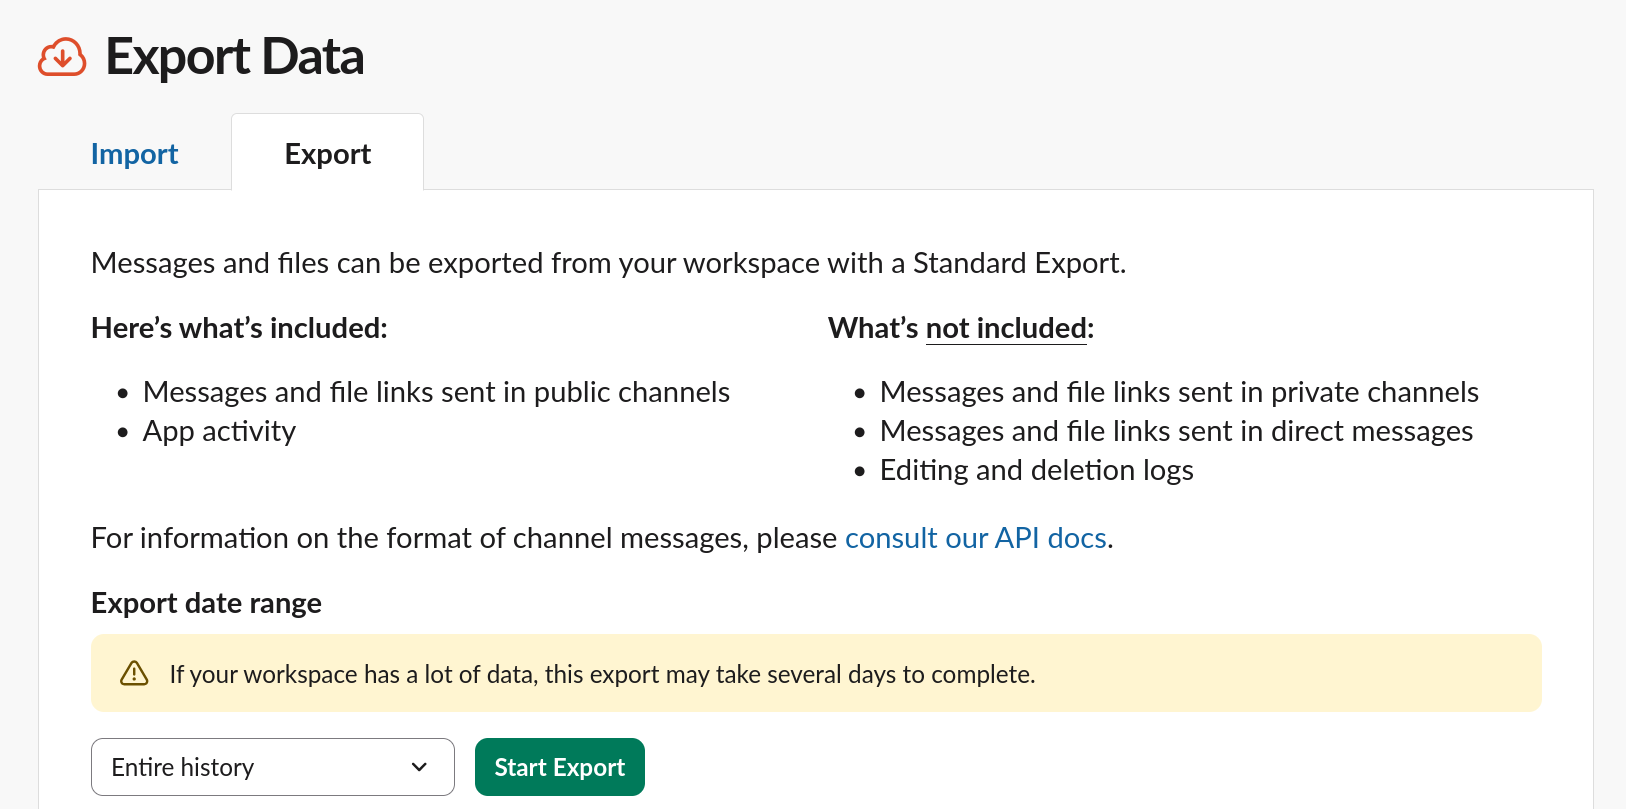 Export Data
Import
Export
Messages and files can be exported from your workspace with a Standard Export.
Here’s what’s included:
• Messages and file links sent in public channels
• App activity
What’s not included:
• Messages and file links sent in private channels
• Messages and file links sent in direct messages
• Editing and deletion logs
For information on the format of channel messages, please consult our API docs.
Export date range
If your workspace has a lot of data, this export may take several days to complete.
Entire history
Start Export